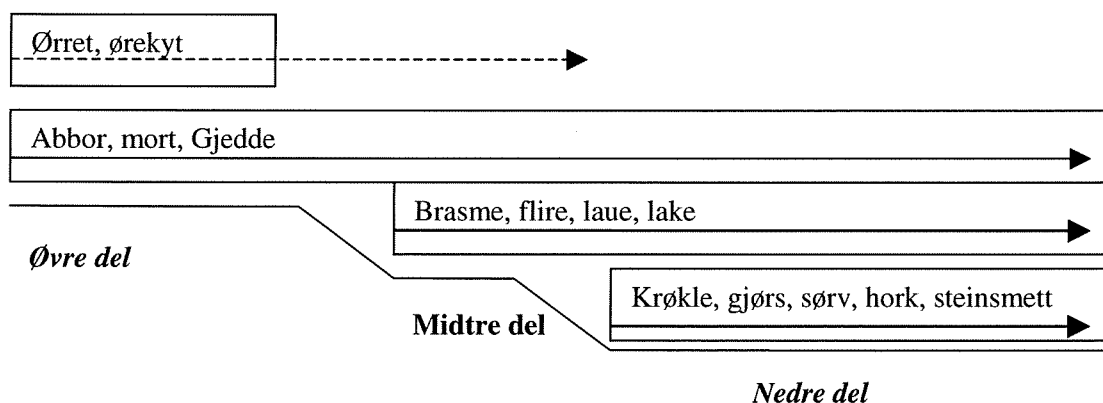 Ørret, ørekyt
Abbor, mort, Gjedde
Brasme, flire, laue, lake
Øvre del
Krøkle, gjørs, sørv, hork, steinsmett
Midtre del
Nedre del